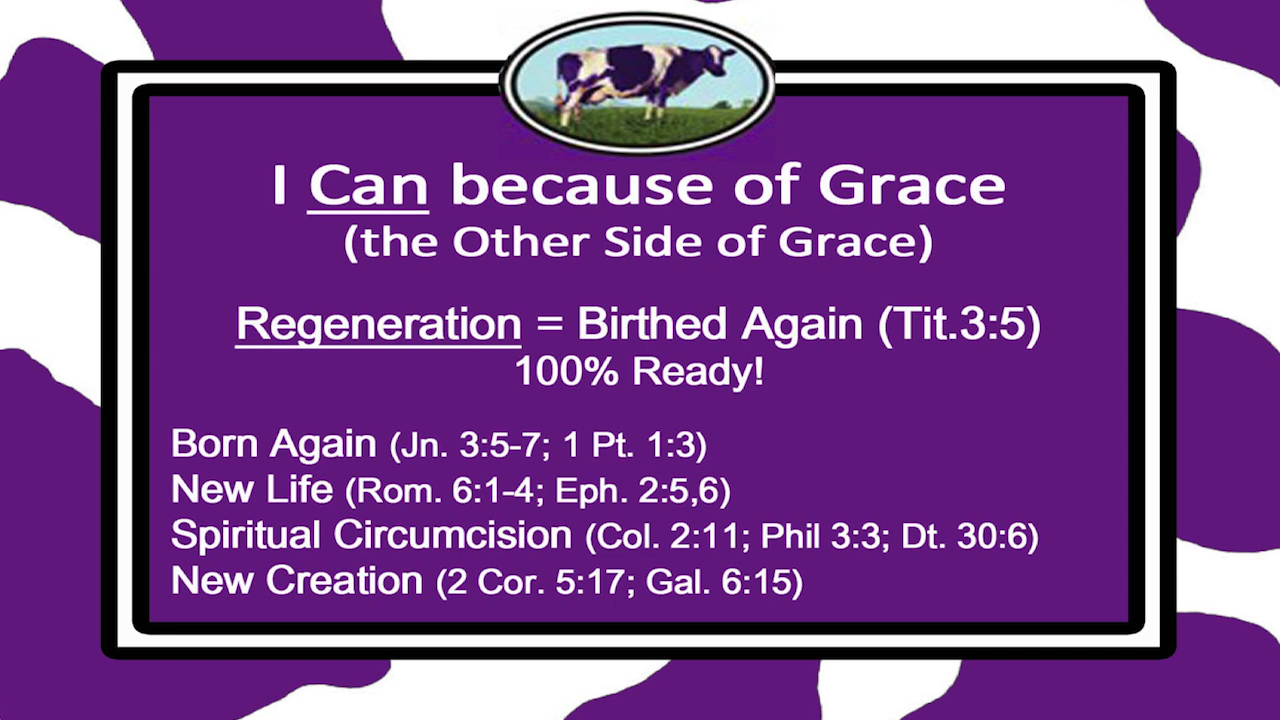 I Can because of Grace
(the Other Side of Grace)
Regeneration = Birthed Again (Tit.3:5)
100% Ready!
Born Again (Jn. 3:5-7; 1 Pt. 1:3)
New Life (Rom. 6:1-4; Eph. 2:5,6)
Spiritual Circumcision (Col. 2:11; Phil 3:3; Dt. 30:6)
New Creation (2 Cor. 5:17; Gal. 6:15)